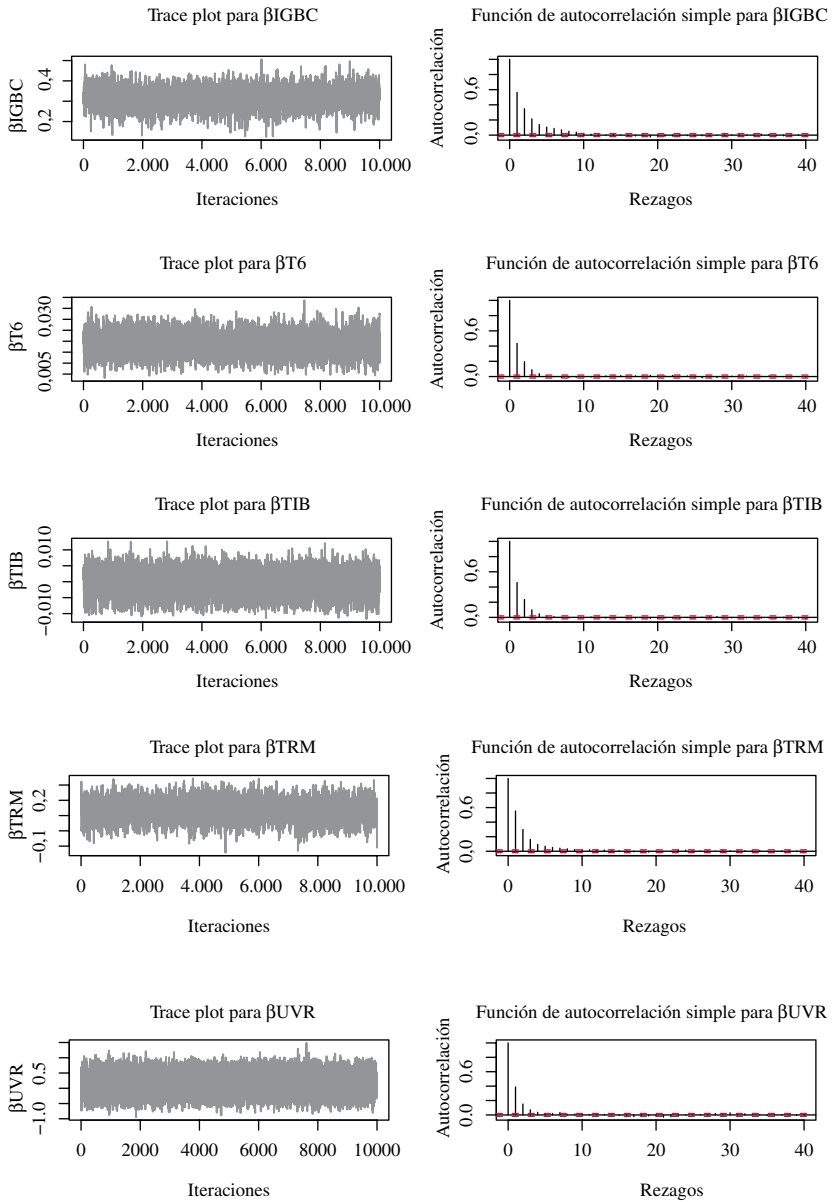 Trace plot para βIGBC
βIGBC
0,2 0,4
0 2.000 4.000 6.000 8.000 10.000
Iteraciones
Función de autocorrelación simple para βIGBC
Autocorrelación
0,0 0,6
0 10 20 30 40
Rezagos
Trace plot para βT6
βT6
0,005 0,030
0 2.000 4.000 6.000 8.000 10.000
Iteraciones
Función de autocorrelación simple para βT6
Autocorrelación
0,0 0,6
0 10 20 30 40
Rezagos
Trace plot para βTIB
βTIB
−0,010 0,010
0 2.000 4.000 6.000 8.000 10.000
Iteraciones
Función de autocorrelación simple para βTIB
Autocorrelación
0,0 0,6
0 10 20 30 40
Rezagos
Trace plot para βTRM
βTRM
−0,1 0,2
0 2.000 4.000 6.000 8.000 10.000
Iteraciones
Función de autocorrelación simple para βTRM
Autocorrelación
0,0 0,6
0 10 20 30 40
Rezagos
Trace plot para βUVR
βUVR
−1.0 0.5
0 2000 4000 6000 8000 10000
Iteraciones
Función de autocorrelación simple para βUVR
Autocorrelación
0.0 0.6
0 10 20 30 40
Rezagos